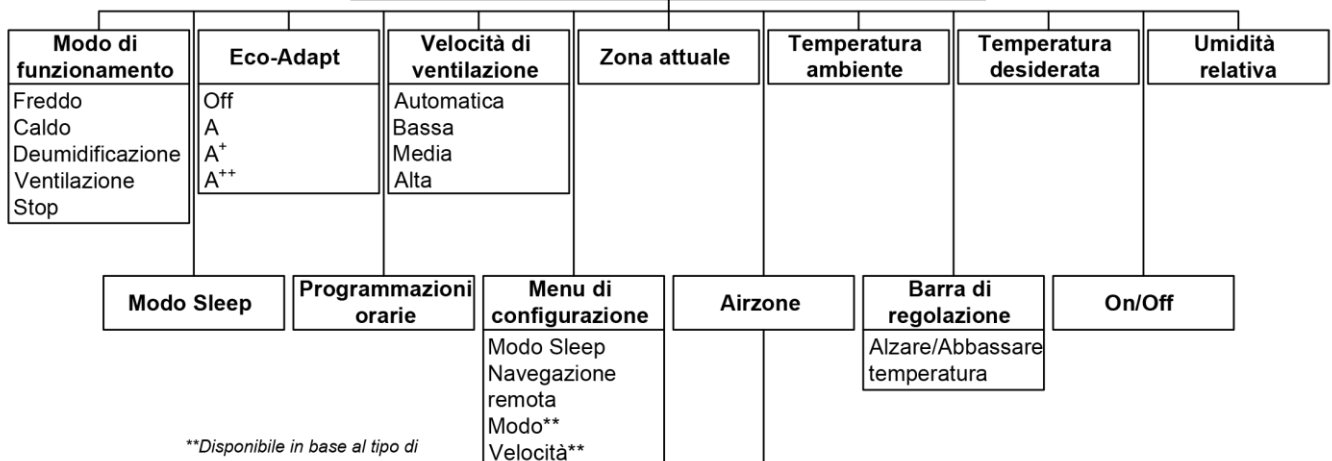 Modo di
funzionamento
Freddo
Caldo
Deumidificazione
Ventilazione
Stop
Eco-Adapt
Off
A
A⁺
A⁺⁺
Velocità di
ventilazione
Automatica
Bassa
Media
Alta
Zona attuale
Temperatura
ambiente
Temperatura
desiderata
Umidità
relativa
Modo Sleep
Programmazioni
orarie
Menu di
configurazione
Modo Sleep
Navegazione
remota
Modo**
Velocità**
Airzone
Barra di
regolazione
Alzare/Abbassare
temperatura
On/Off
**Disponibile in base al tipo di